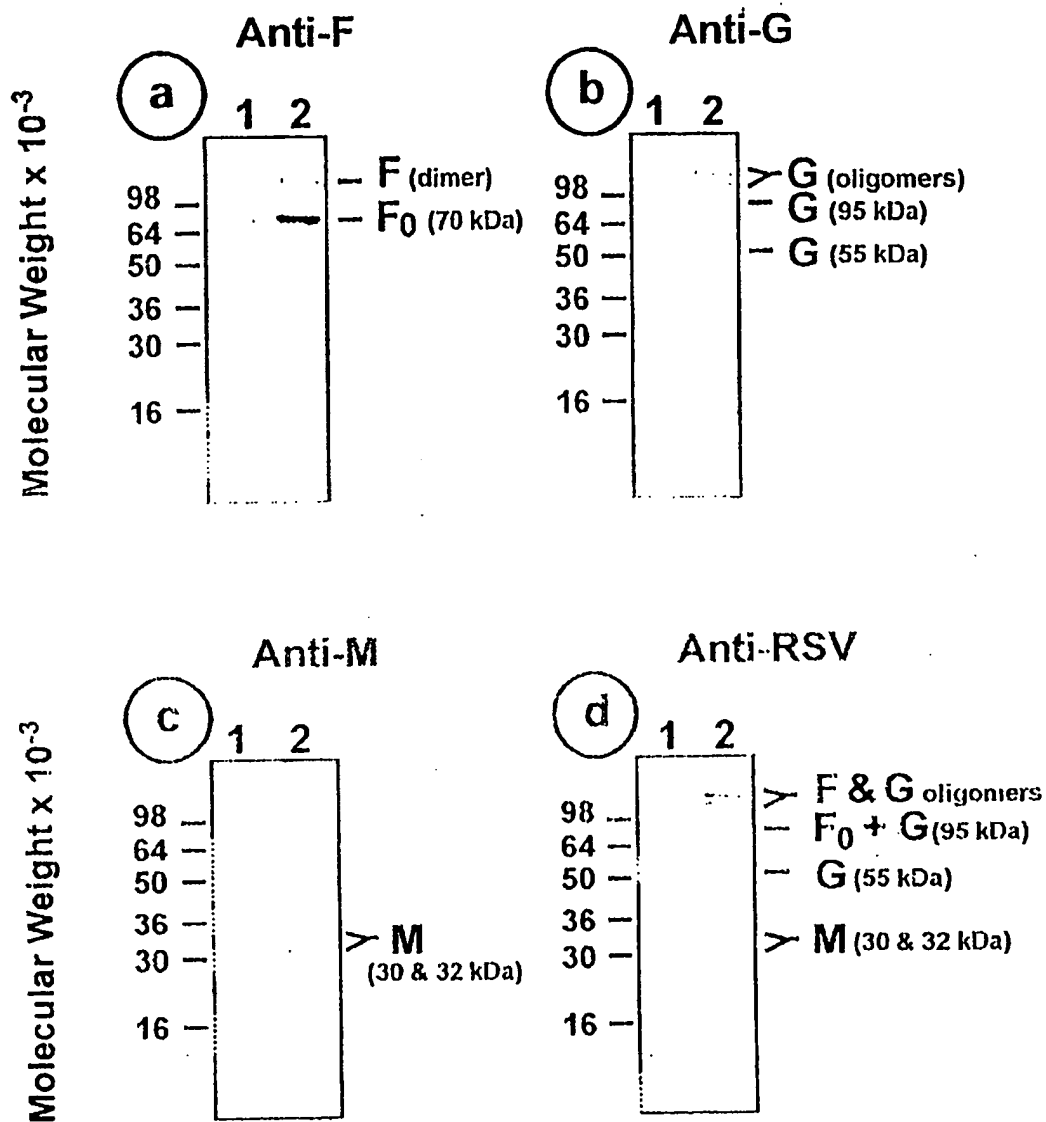 Anti-F
a
1 2
Molecular Weight x 10-3
98
64
50
36
30
16
F (dimer)
F0 (70 kDa)
Anti-G
b
1 2
98
64
50
36
30
16
G (oligomers)
G (95 kDa)
G (55 kDa)
Anti-M
c
1 2
Molecular Weight x 10-3
98
64
50
36
30
16
M
(30 & 32 kDa)
Anti-RSV
d
1 2
98
64
50
36
30
16
F & G oligomers
F0 + G (95 kDa)
G (55 kDa)
M (30 & 32 kDa)